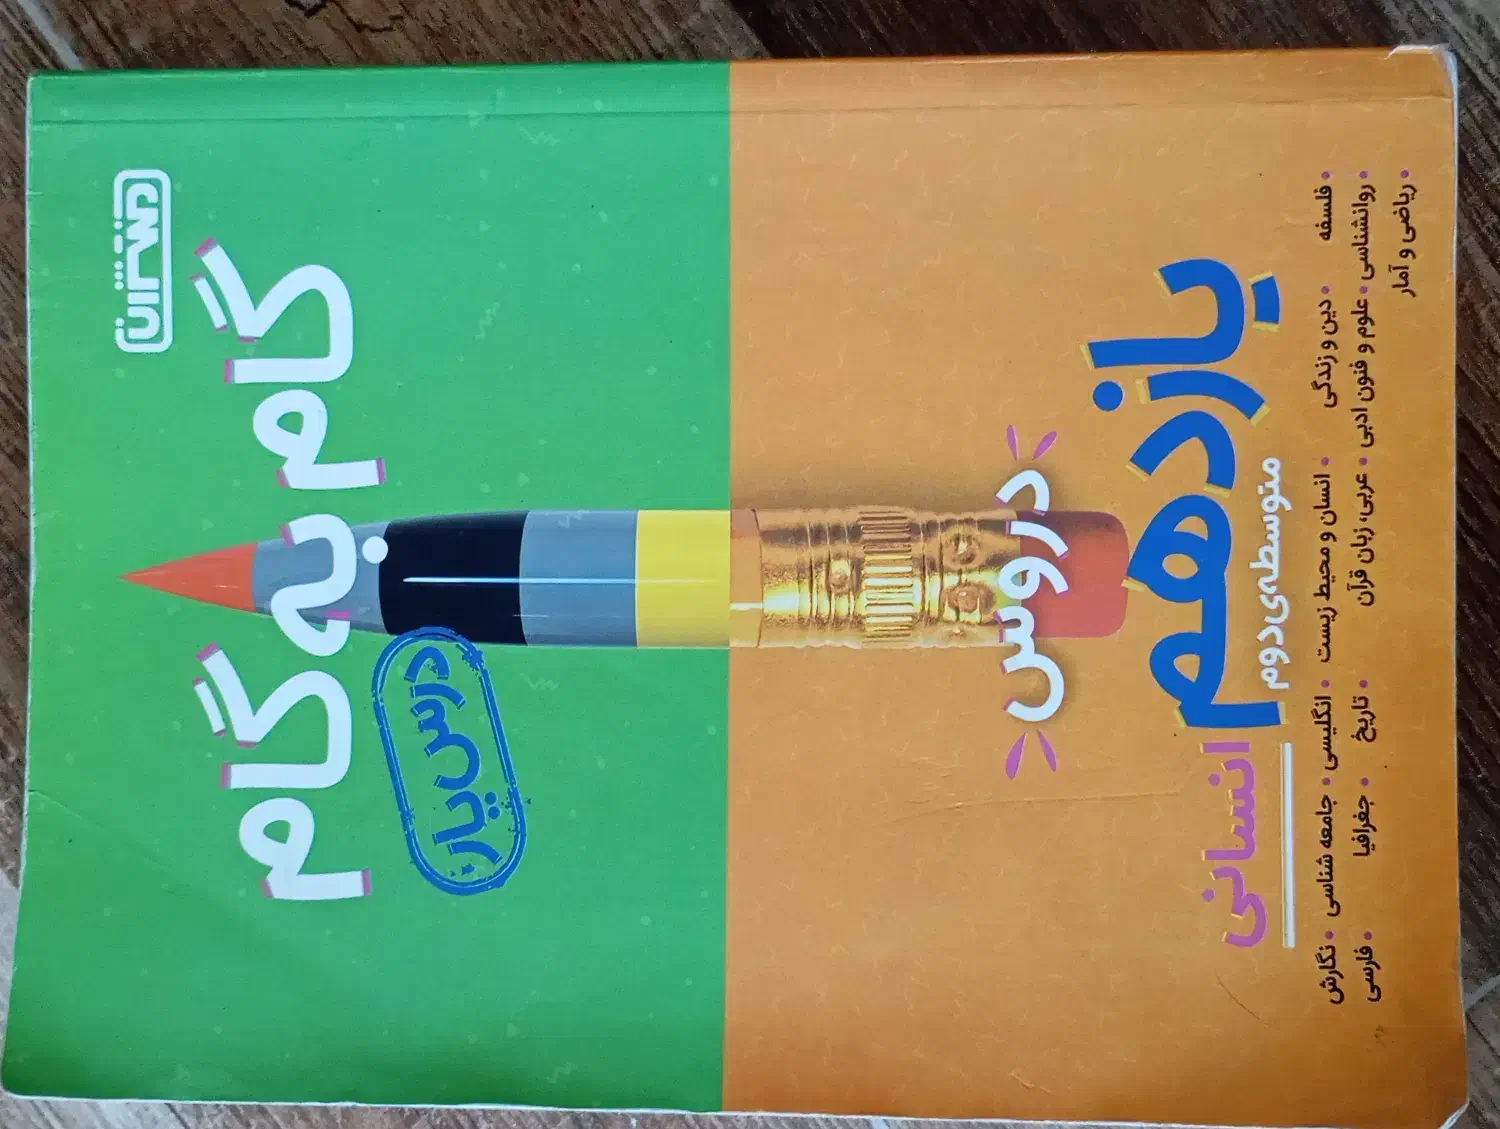 منتشران
گام به گام
درس یار
دروس
یازدهم
انسانی
متوسطه‌ی دوم
• فلسفه • دین و زندگی • انسان و محیط زیست • انگلیسی • جامعه شناسی • نگارش
• روانشناسی • علوم و فنون ادبی • عربی، زبان قرآن • تاریخ • جغرافیا • فارسی
• ریاضی و آمار